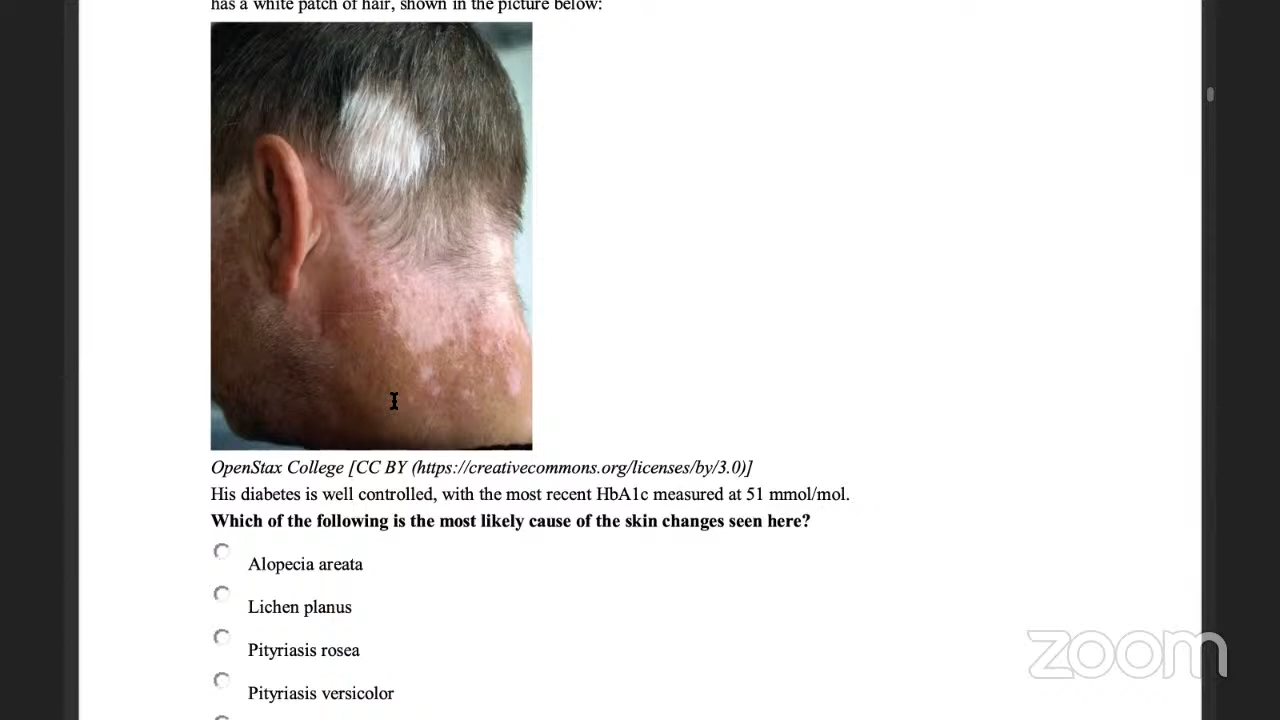 has a white patch of hair, shown in the picture below:
OpenStax College [CC BY (https://creativecommons.org/licenses/by/3.0)]
His diabetes is well controlled, with the most recent HbA1c measured at 51 mmol/mol.
Which of the following is the most likely cause of the skin changes seen here?
Alopecia areata
Lichen planus
Pityriasis rosea
Pityriasis versicolor
zoom